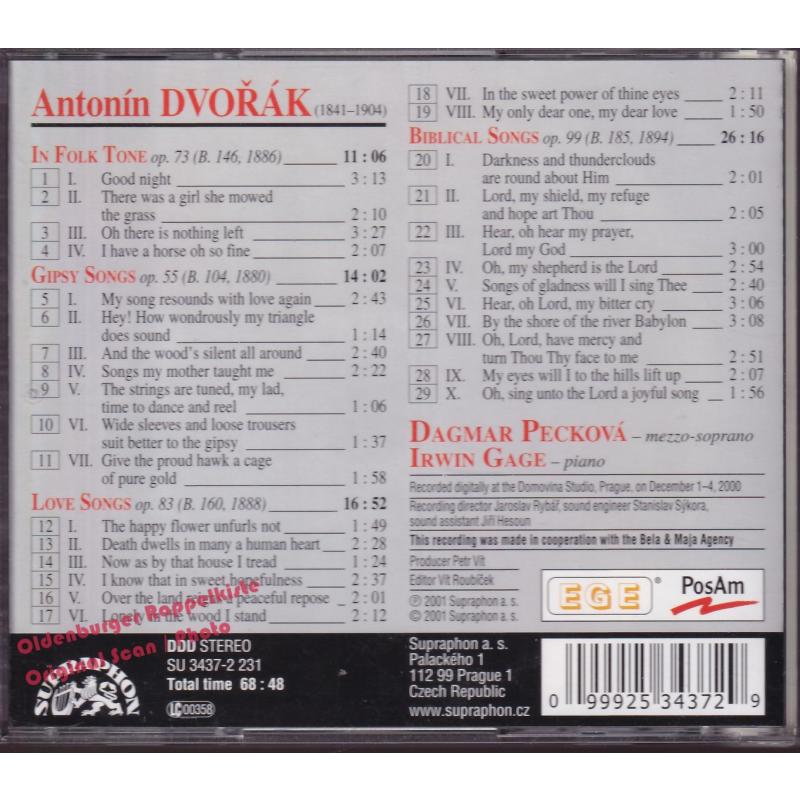 Antonín DVOŘÁK (1841–1904)
IN FOLK TONE op. 73 (B. 146, 1886) 11 : 06
1 I. Good night 3 : 13
2 II. There was a girl she mowed
the grass 2 : 10
3 III. Oh there is nothing left 3 : 27
4 IV. I have a horse oh so fine 2 : 07
GIPSY SONGS op. 55 (B. 104, 1880) 14 : 02
5 I. My song resounds with love again 2 : 43
6 II. Hey! How wondrously my triangle
does sound 1 : 14
7 III. And the wood's silent all around 2 : 40
8 IV. Songs my mother taught me 2 : 22
9 V. The strings are tuned, my lad,
time to dance and reel 1 : 06
10 VI. Wide sleeves and loose trousers
suit better to the gipsy 1 : 37
11 VII. Give the proud hawk a cage
of pure gold 1 : 58
LOVE SONGS op. 83 (B. 160, 1888) 16 : 52
12 I. The happy flower unfurls not 1 : 49
13 II. Death dwells in many a human heart 2 : 28
14 III. Now as by that house I tread 1 : 24
15 IV. I know that in sweet hopefulness 2 : 37
16 V. Over the land reigns a peaceful repose 2 : 01
17 VI. Lonely in the wood I stand 2 : 12
18 VII. In the sweet power of thine eyes 2 : 11
19 VIII. My only dear one, my dear love 1 : 50
BIBLICAL SONGS op. 99 (B. 185, 1894) 26 : 16
20 I. Darkness and thunderclouds
are round about Him 2 : 01
21 II. Lord, my shield, my refuge
and hope art Thou 2 : 05
22 III. Hear, oh hear my prayer,
Lord my God 3 : 00
23 IV. Oh, my shepherd is the Lord 2 : 54
24 V. Songs of gladness will I sing Thee 2 : 40
25 VI. Hear, oh Lord, my bitter cry 3 : 06
26 VII. By the shore of the river Babylon 3 : 08
27 VIII. Oh, Lord, have mercy and
turn Thou Thy face to me 2 : 51
28 IX. My eyes will I to the hills lift up 2 : 07
29 X. Oh, sing unto the Lord a joyful song 1 : 56
DAGMAR PECKOVÁ – mezzo-soprano
IRWIN GAGE – piano
Recorded digitally at the Domovina Studio, Prague, on December 1–4, 2000
Recording director Jaroslav Rybář, sound engineer Stanislav Sýkora,
sound assistant Jiří Hesoun
This recording was made in cooperation with the Bela & Maja Agency
Producer Petr Vít
Editor Vít Roubíček
℗ 2001 Supraphon a. s.
© 2001 Supraphon a. s.
EGE ®
PosAm
Oldenburger Rappelkiste
Original Scan | Photo
SUPRAPHON
DDD STEREO
SU 3437-2 231
Total time 68 : 48
LC 00358
Supraphon a. s.
Palackého 1
112 99 Prague 1
Czech Republic
www.supraphon.cz
0 99925 34372 9